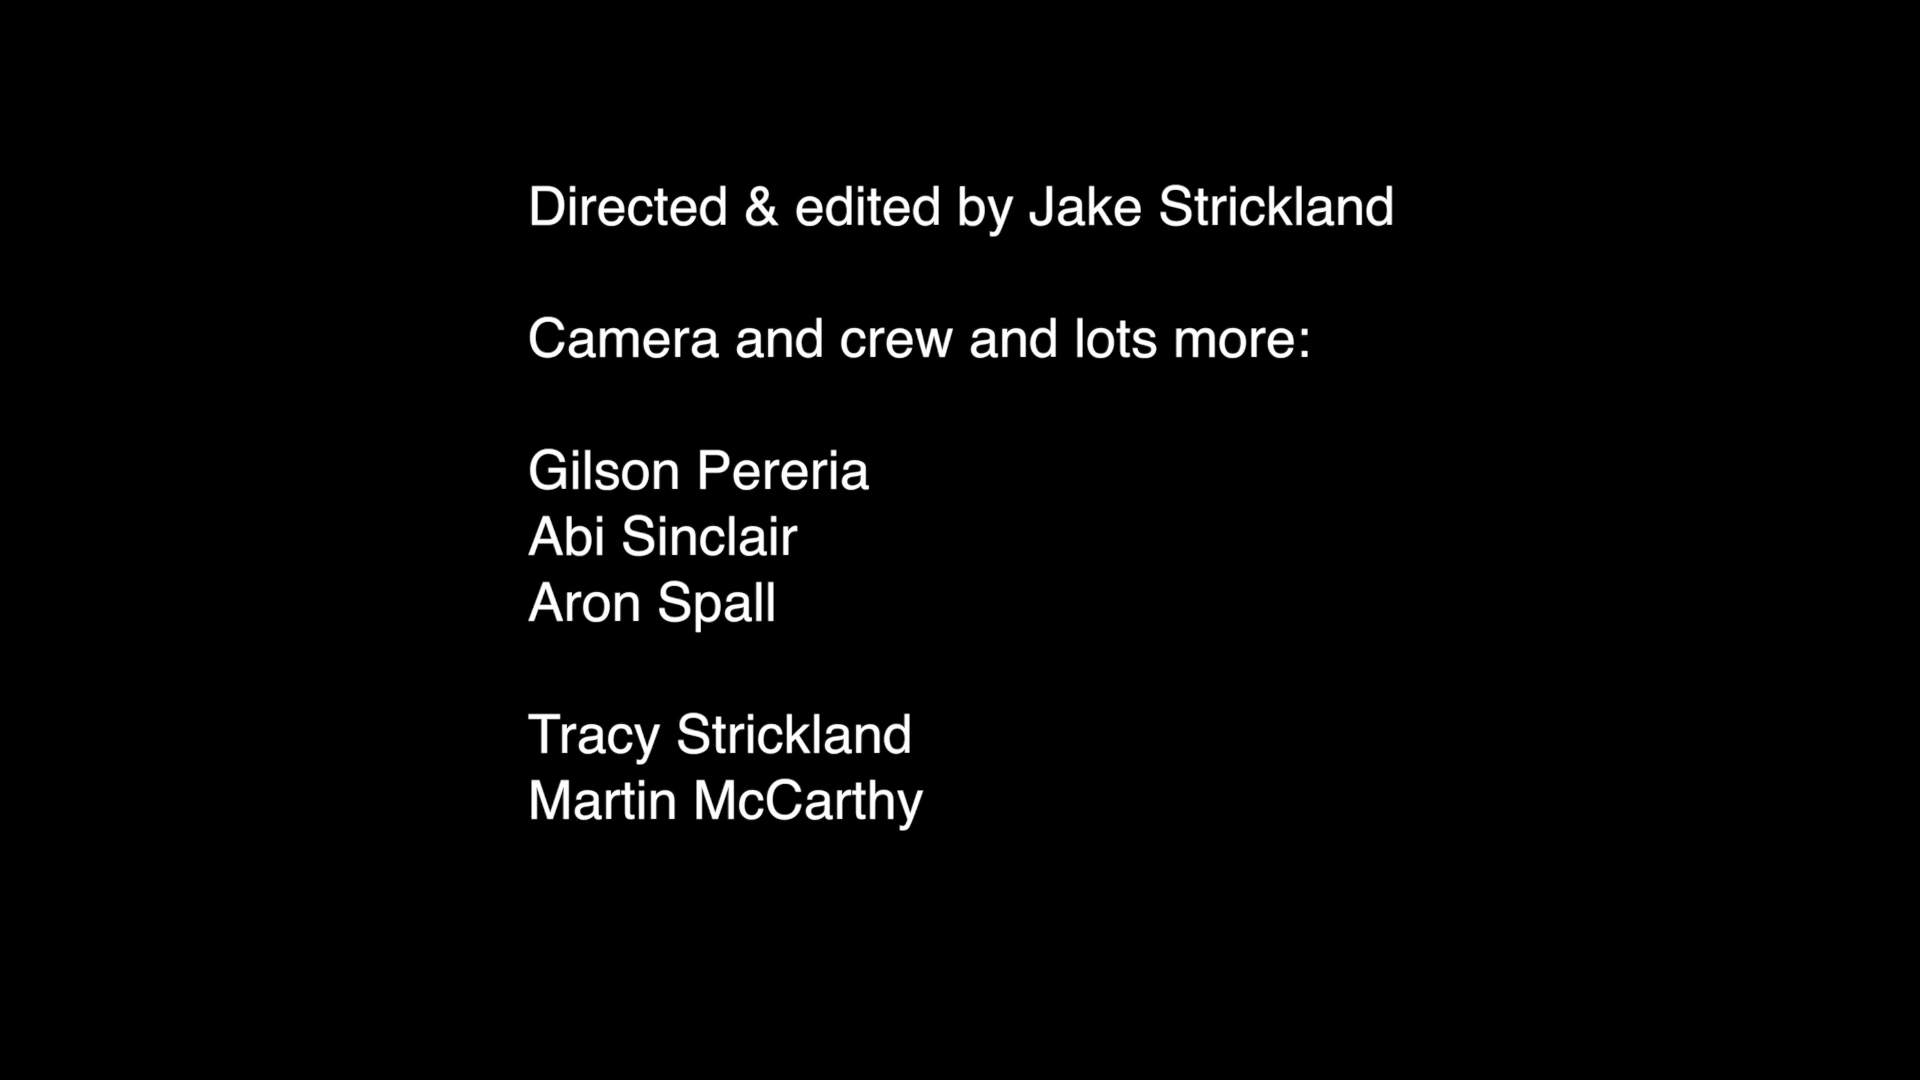 Directed & edited by Jake Strickland
Camera and crew and lots more:
Gilson Pereria
Abi Sinclair
Aron Spall
Tracy Strickland
Martin McCarthy